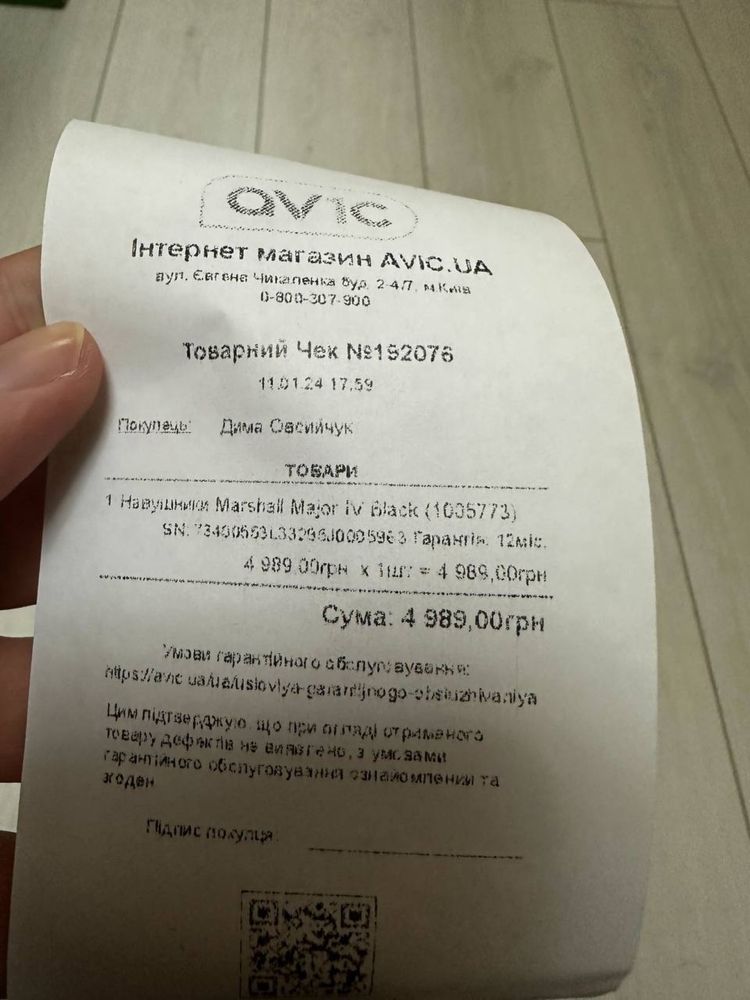 avic
Інтернет магазин AVIC.UA
вул. Євгена Чикаленка буд. 2-4/7, м.Київ
0-800-307-900
Товарний Чек №192076
11.01.24 17:59
Покупець: Дима Овсийчук
ТОВАРИ
1 Навушники Marshall Major IV Black (1005773)
SN: Гарантія: 12міс.
4 989,00грн x 1шт = 4 989,00грн
Сума: 4 989,00грн
Умови гарантійного обслуговування:
https://avic.ua/ua/usloviya-garantijnogo-obsluzhivaniya
Цим підтверджую, що при огляді отриманого
товару дефектів не виявлено, з умовами
гарантійного обслуговування ознайомлений та
згоден
Підпис покупця: